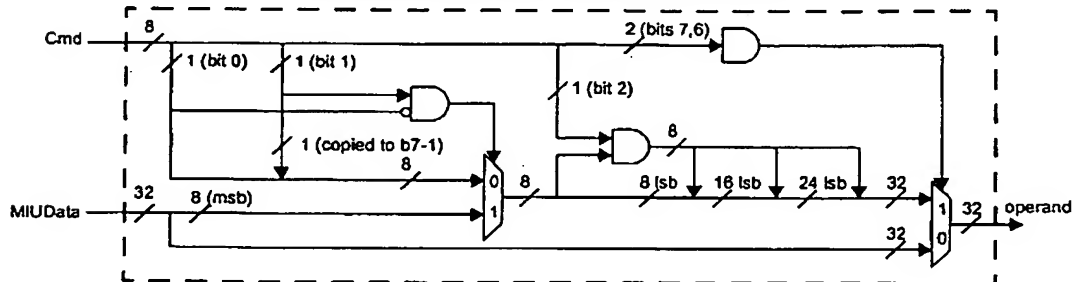 Cmd
8
2 (bits 7,6)
1 (bit 0)
1 (bit 1)
1 (bit 2)
1 (copied to b7-1)
8
8
0
1
8
8 lsb
16 lsb
24 lsb
32
1
0
32
operand
MIUData
32
8 (msb)
32